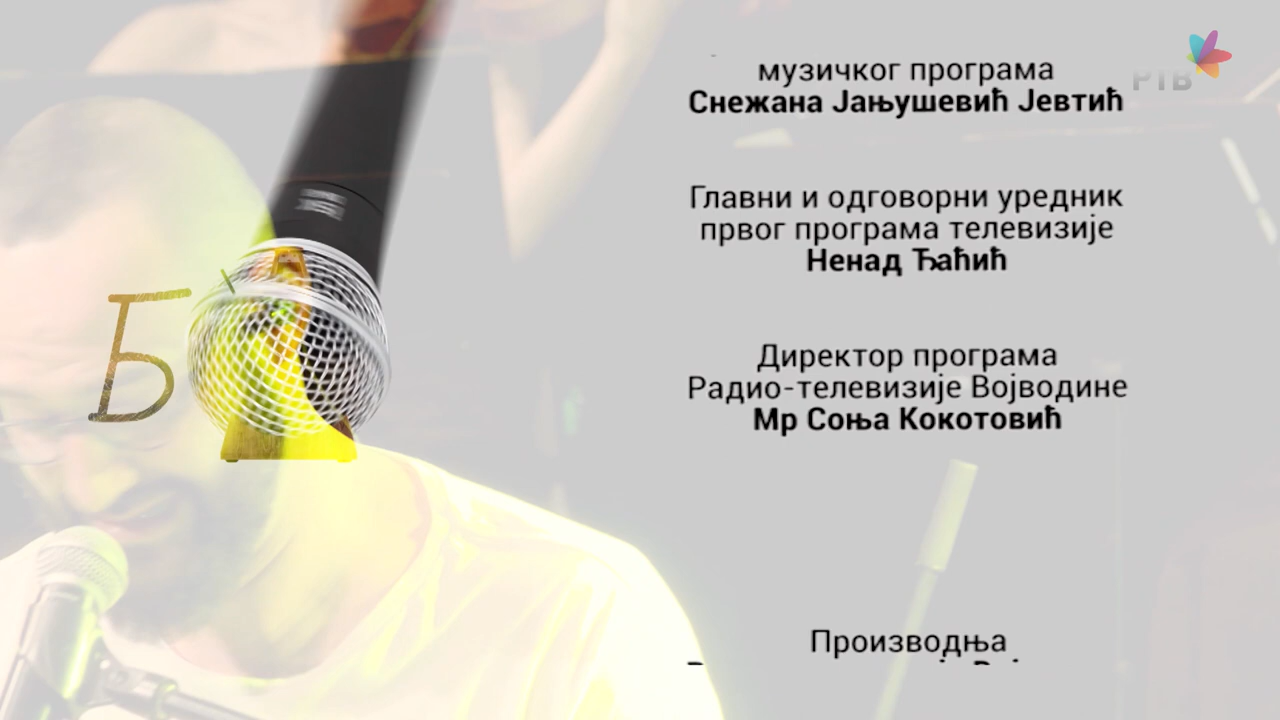 музичког програма
Снежана Јањушевић Јевтић
Главни и одговорни уредник
првог програма телевизије
Ненад Ђаћић
Директор програма
Радио-телевизије Војводине
Мр Соња Кокотовић
Производња
РТВ
Б